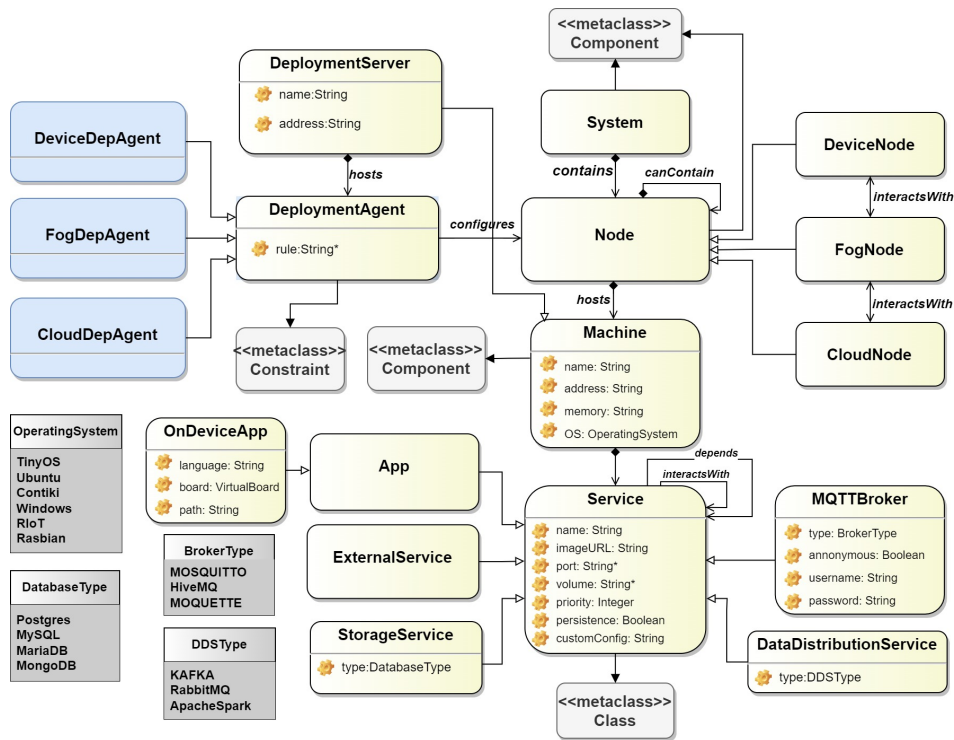 <<metaclass>>
Component
DeploymentServer
name:String
address:String
System
DeviceDepAgent
DeviceNode
hosts
contains
canContain
interactsWith
DeploymentAgent
rule:String*
configures
Node
FogDepAgent
FogNode
hosts
interactsWith
CloudDepAgent
<<metaclass>>
Constraint
<<metaclass>>
Component
Machine
name: String
address: String
memory: String
OS: OperatingSystem
CloudNode
OperatingSystem
TinyOS
Ubuntu
Contiki
Windows
RIoT
Rasbian
OnDeviceApp
language: String
board: VirtualBoard
path: String
App
depends
interactsWith
Service
name: String
imageURL: String
port: String*
volume: String*
priority: Integer
persistence: Boolean
customConfig: String
MQTTBroker
type: BrokerType
annonymous: Boolean
username: String
password: String
BrokerType
MOSQUITTO
HiveMQ
MOQUETTE
ExternalService
DatabaseType
Postgres
MySQL
MariaDB
MongoDB
DDSType
KAFKA
RabbitMQ
ApacheSpark
StorageService
type:DatabaseType
DataDistributionService
type:DDSType
<<metaclass>>
Class